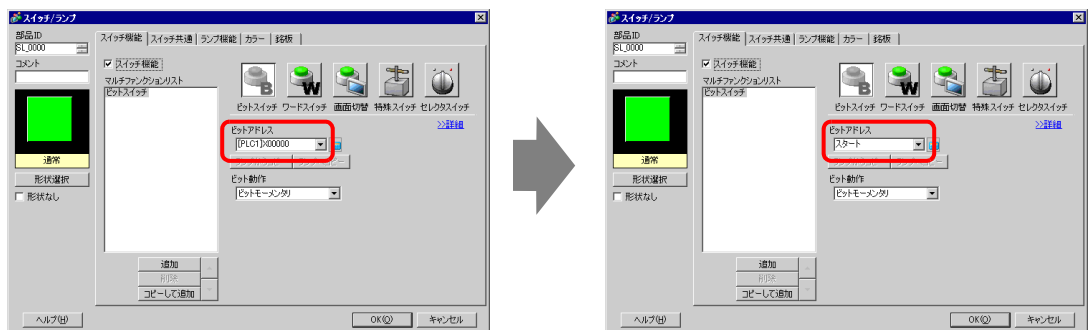 スイッチ/ランプ
部品ID
SL_0000
コメント
通常
形状選択
形状なし
スイッチ機能 スイッチ共通 ランプ機能 カラー 銘板
スイッチ機能
マルチファンクションリスト
ビットスイッチ
追加
削除
コピーして追加
ビットスイッチ ワードスイッチ 画面切替 特殊スイッチ セレクタスイッチ
>>詳細
ビットアドレス
[PLC1]X00000
ビット動作
ビットモーメンタリ
ヘルプ(H)
OK(O)
キャンセル
スイッチ/ランプ
部品ID
SL_0000
コメント
通常
形状選択
形状なし
スイッチ機能 スイッチ共通 ランプ機能 カラー 銘板
スイッチ機能
マルチファンクションリスト
ビットスイッチ
追加
削除
コピーして追加
ビットスイッチ ワードスイッチ 画面切替 特殊スイッチ セレクタスイッチ
>>詳細
ビットアドレス
スタート
ビット動作
ビットモーメンタリ
ヘルプ(H)
OK(O)
キャンセル